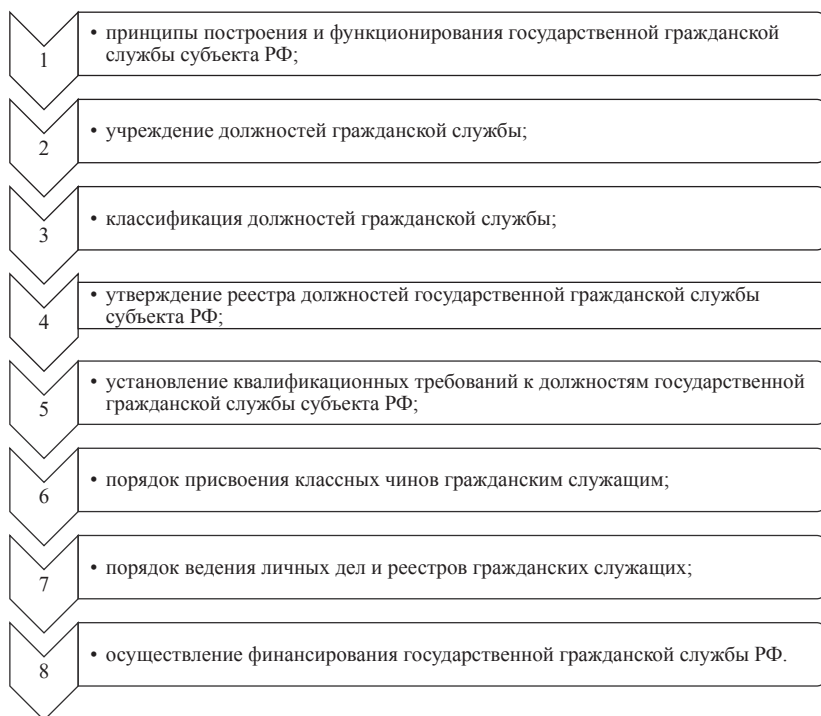 1
• принципы построения и функционирования государственной гражданской
службы субъекта РФ;
2
• учреждение должностей гражданской службы;
3
• классификация должностей гражданской службы;
4
• утверждение реестра должностей государственной гражданской службы
субъекта РФ;
5
• установление квалификационных требований к должностям государственной
гражданской службы субъекта РФ;
6
• порядок присвоения классных чинов гражданским служащим;
7
• порядок ведения личных дел и реестров гражданских служащих;
8
• осуществление финансирования государственной гражданской службы РФ.